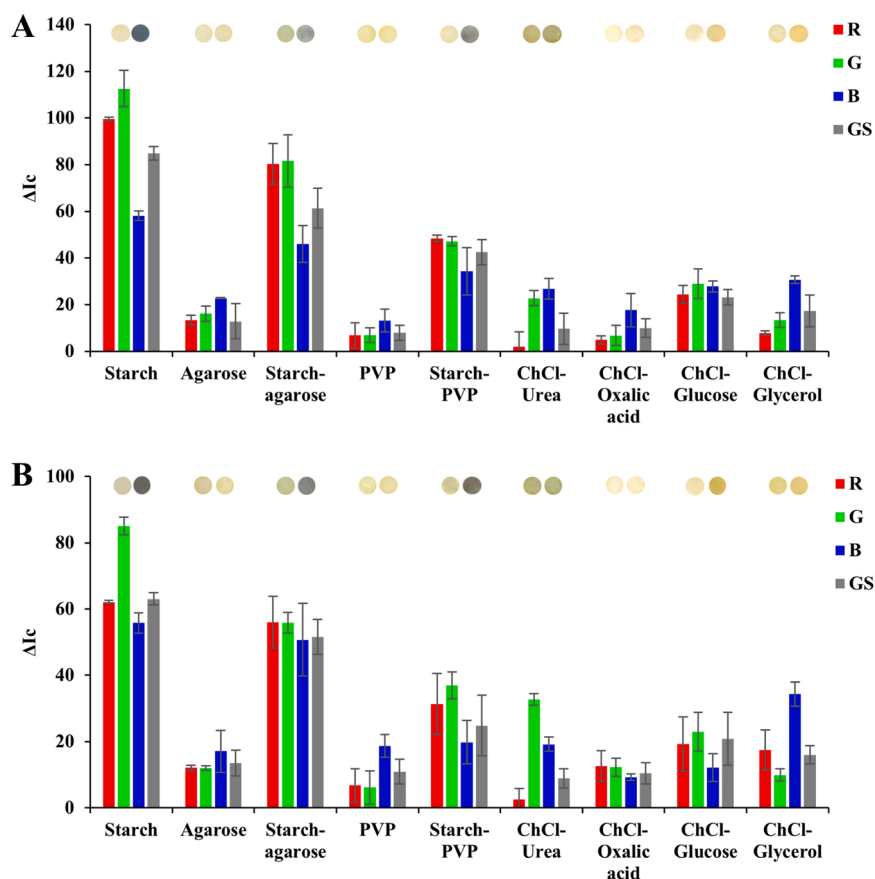 A
140
120
100
80
60
40
20
0
ΔIc
R
G
B
GS
Starch
Agarose
Starch-
agarose
PVP
Starch-
PVP
ChCl-
Urea
ChCl-
Oxalic
acid
ChCl-
Glucose
ChCl-
Glycerol
B
100
80
60
40
20
0
ΔIc
R
G
B
GS
Starch
Agarose
Starch-
agarose
PVP
Starch-
PVP
ChCl-
Urea
ChCl-
Oxalic
acid
ChCl-
Glucose
ChCl-
Glycerol